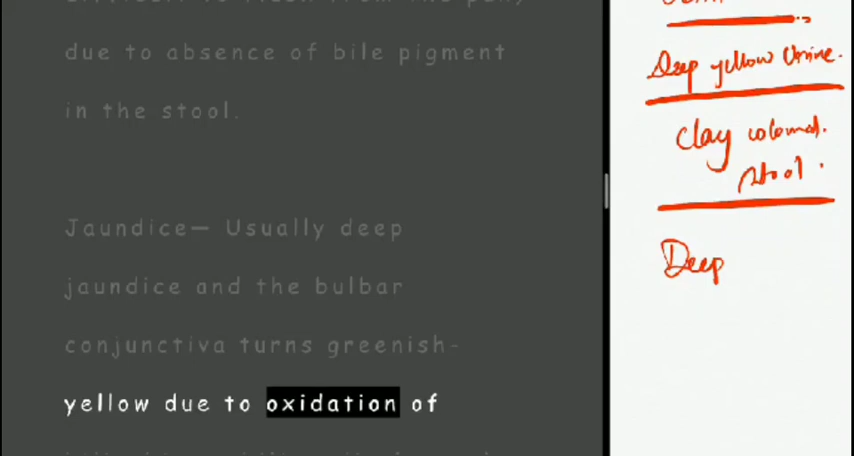 due to absence of bile pigment
in the stool.
Jaundice— Usually deep
jaundice and the bulbar
conjunctiva turns greenish-
yellow due to oxidation of
Deep yellow Urine.
Clay coloured.
stool.
Deep